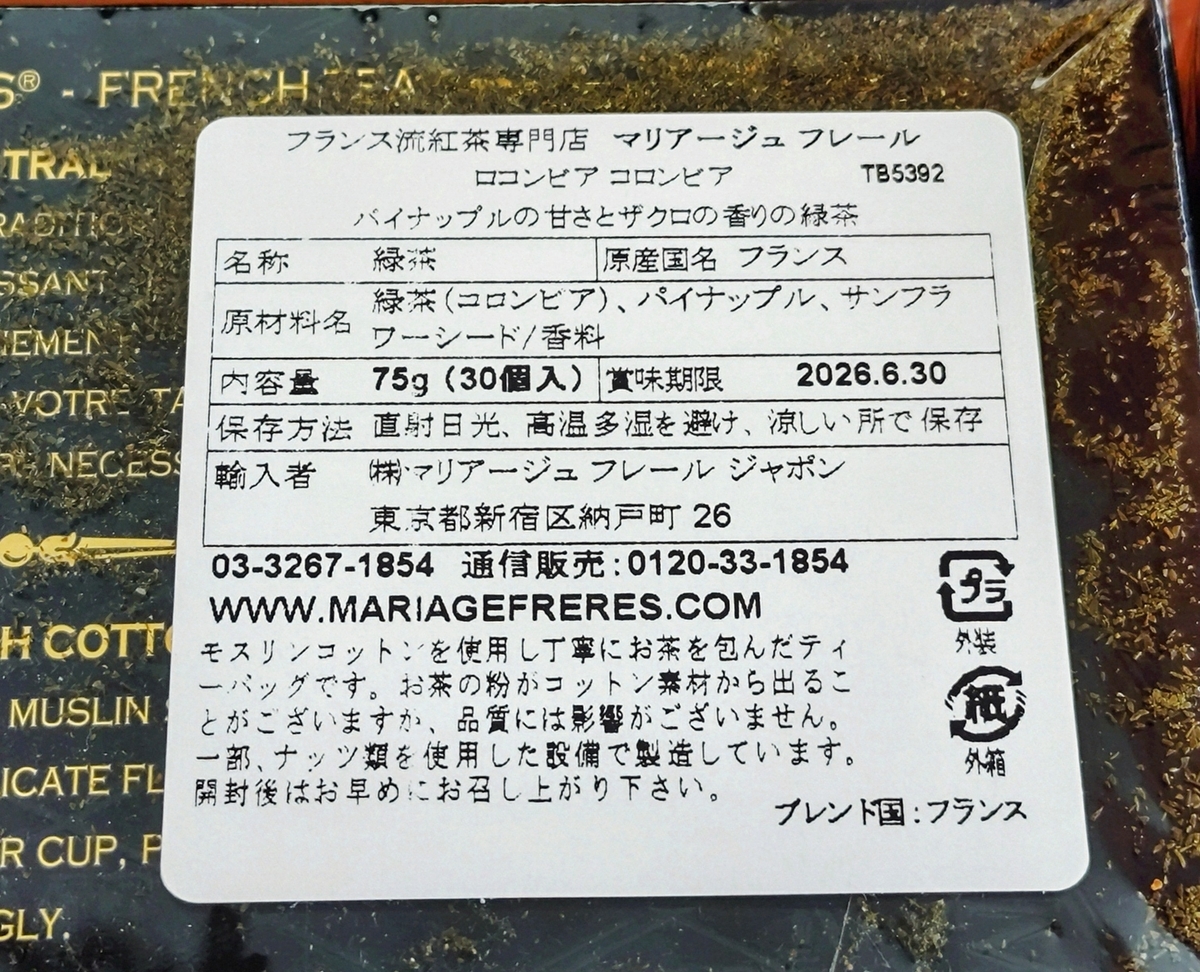 S® - FRENCH TEA
TRAL
SSANT
VOTRE TA
NECESS
H COTTO
MUSLIN
ICATE FL
R CUP, P
GLY.
フランス流紅茶専門店 マリアージュ フレール
ロコンビア コロンビア TB5392
パイナップルの甘さとザクロの香りの緑茶
名称 緑茶 原産国名 フランス
原材料名 緑茶(コロンビア)、パイナップル、サンフラ
ワーシード/香料
内容量 75g (30個入) 賞味期限 2026.6.30
保存方法 直射日光、高温多湿を避け、涼しい所で保存
輸入者 ㈱マリアージュ フレール ジャポン
東京都新宿区納戸町 26
03-3267-1854 通信販売:0120-33-1854
WWW.MARIAGEFRERES.COM
モスリンコットンを使用し丁寧にお茶を包んだティ
ーバッグです。お茶の粉がコットン素材から出るこ
とがございますが、品質には影響がございません。
一部、ナッツ類を使用した設備で製造しています。
開封後はお早めにお召し上がり下さい。
プラ
外装
紙
外箱
ブレンド国:フランス